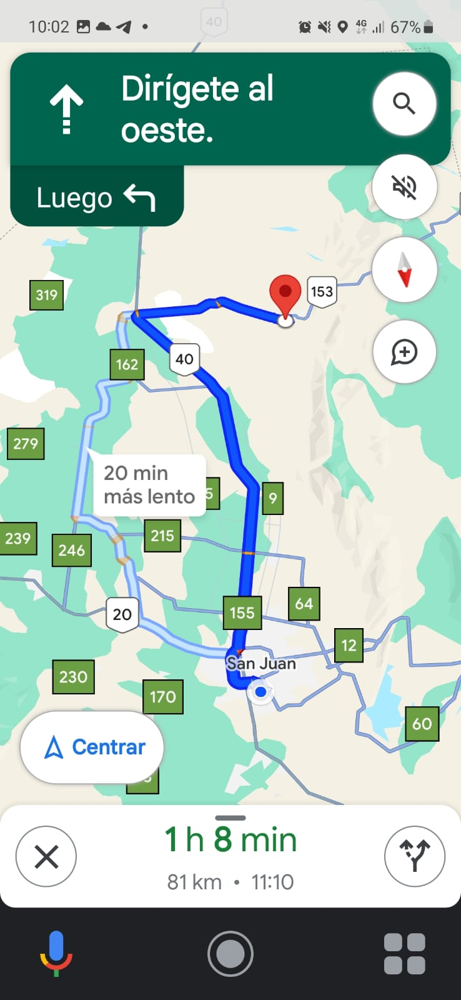 10:02
40
4G
67%
Dirígete al
oeste.
Luego
319
153
40
162
279
20 min
más lento
5
9
239
246
215
20
155
64
12
San Juan
230
170
60
Centrar
1 h 8 min
81 km • 11:10